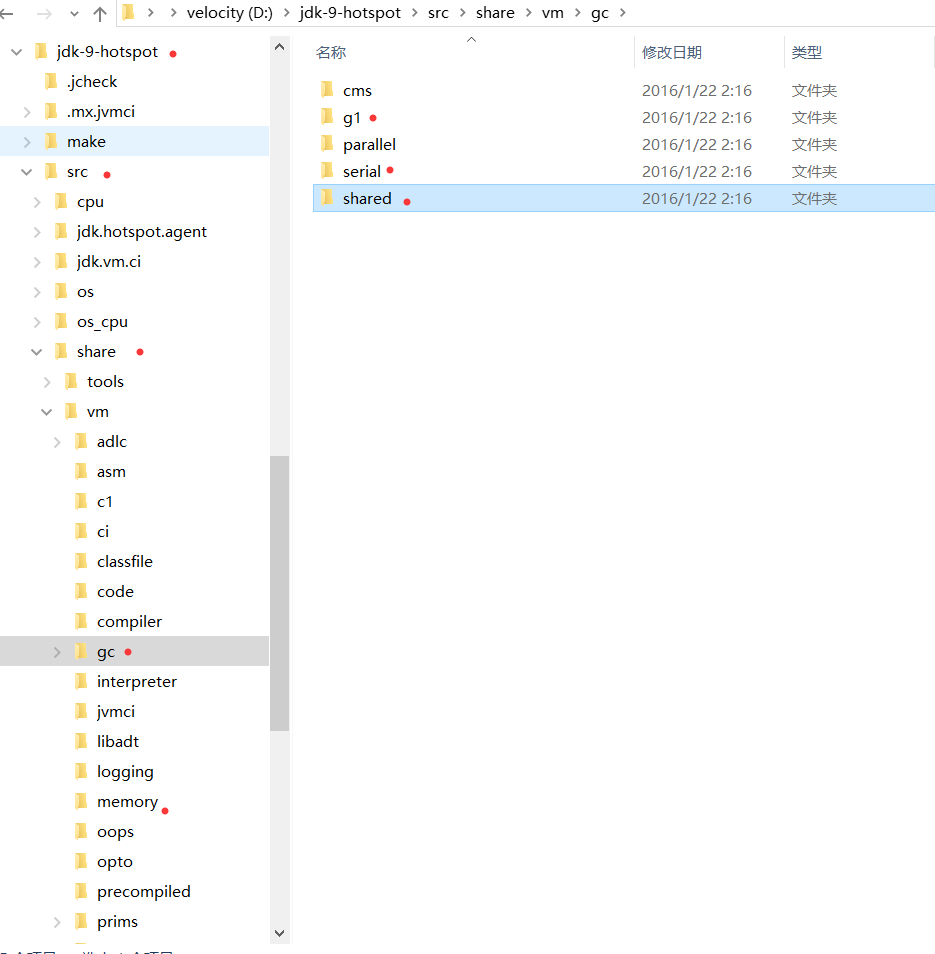 velocity (D:) > jdk-9-hotspot > src > share > vm > gc >
jdk-9-hotspot
.jcheck
.mx.jvmci
make
src
cpu
jdk.hotspot.agent
jdk.vm.ci
os
os_cpu
share
tools
vm
adlc
asm
c1
ci
classfile
code
compiler
gc
interpreter
jvmci
libadt
logging
memory
oops
opto
precompiled
prims
名称 修改日期 类型
cms 2016/1/22 2:16 文件夹
g1 2016/1/22 2:16 文件夹
parallel 2016/1/22 2:16 文件夹
serial 2016/1/22 2:16 文件夹
shared 2016/1/22 2:16 文件夹